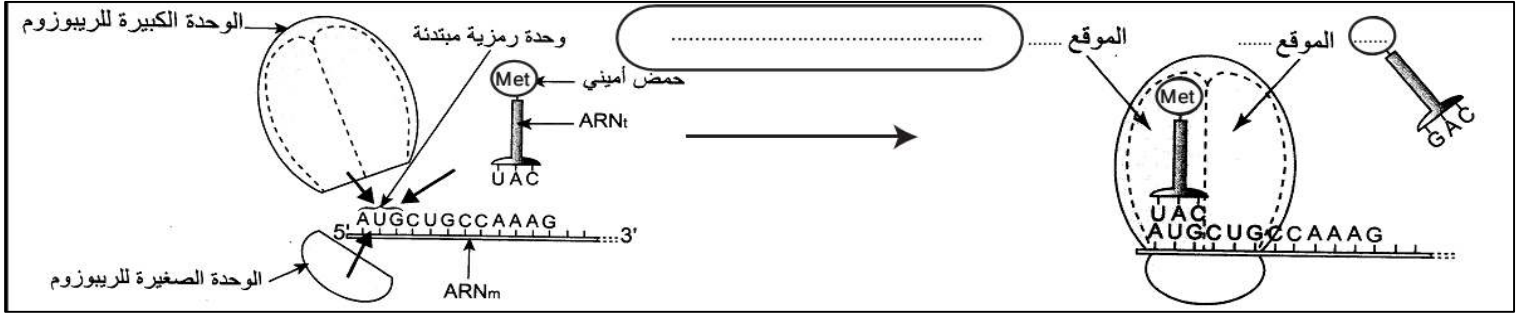 الوحدة الكبيرة للريبوزوم
وحدة رمزية مبتدئة
Met
حمض أميني
ARNt
UAC
5' AUGCUGCCAAAG 3'
الوحدة الصغيرة للريبوزوم
ARNm
........................................
الموقع ......
الموقع ......
......
GAC
Met
UAC
AUGCUGCCAAAG